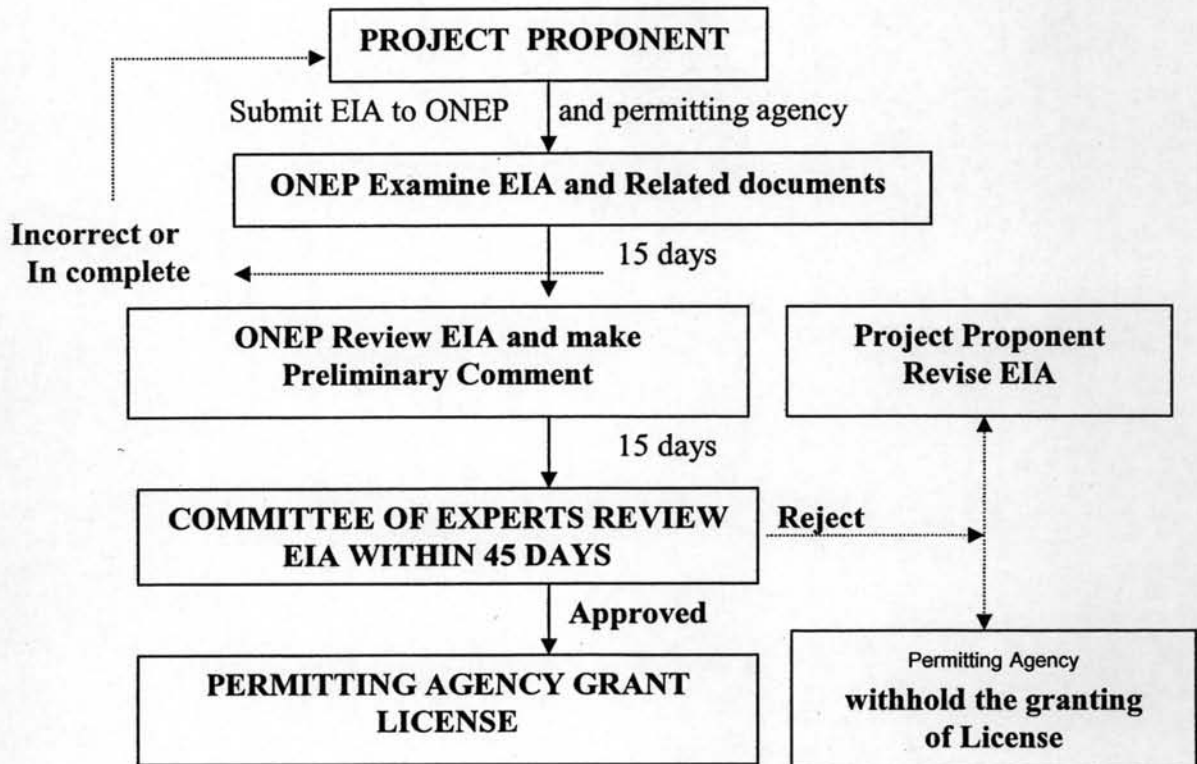 PROJECT PROPONENT
Submit EIA to ONEP and permitting agency
ONEP Examine EIA and Related documents
Incorrect or
In complete
15 days
ONEP Review EIA and make
Preliminary Comment
Project Proponent
Revise EIA
15 days
COMMITTEE OF EXPERTS REVIEW
EIA WITHIN 45 DAYS
Reject
Approved
PERMITTING AGENCY GRANT
LICENSE
Permitting Agency
withhold the granting
of License